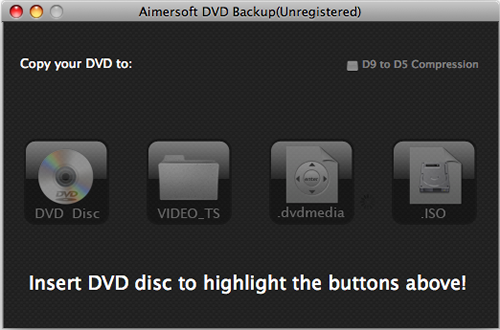 Aimersoft DVD Backup(Unregistered)
Copy your DVD to:
D9 to D5 Compression
DVD Disc
VIDEO_TS
.dvdmedia
.ISO
Insert DVD disc to highlight the buttons above!